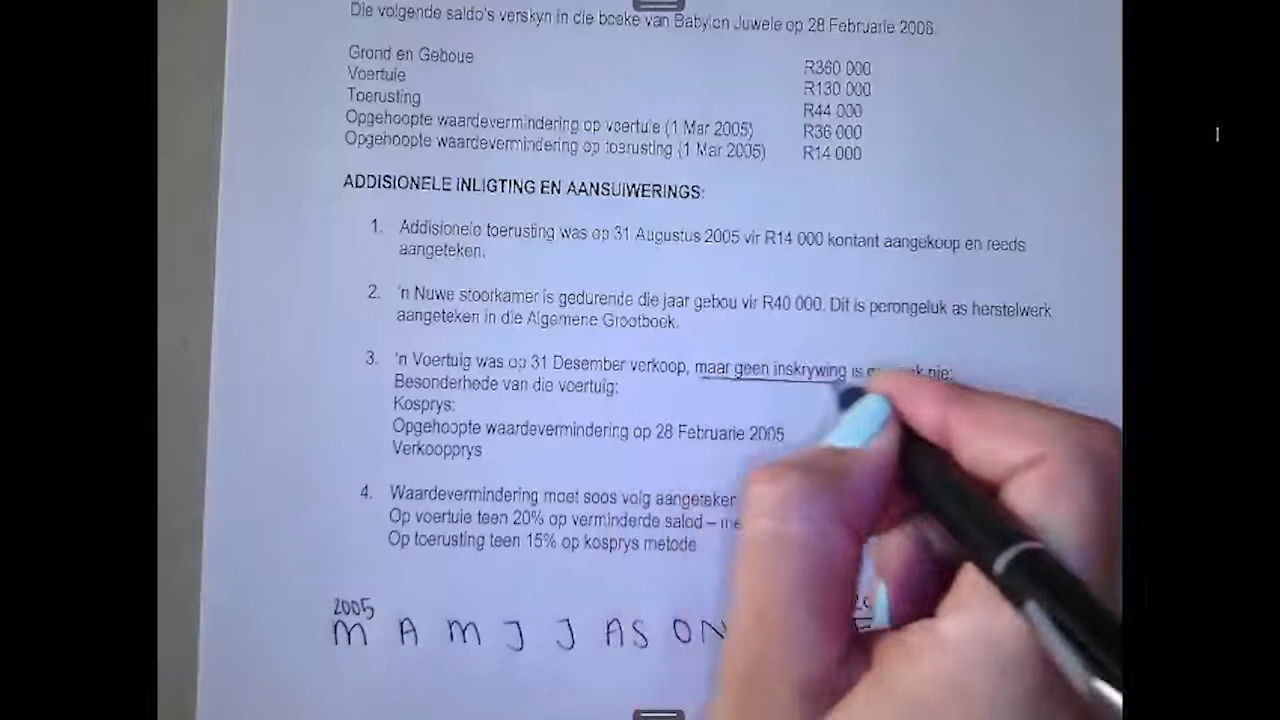 Die volgende saldo's verskyn in die boeke van Babylon Juwele op 28 Februarie 2006.
Grond en Geboue R360 000
Voertuie R130 000
Toerusting R44 000
Opgehoopte waardevermindering op voertuie (1 Mar 2005) R36 000
Opgehoopte waardevermindering op toerusting (1 Mar 2005) R14 000
ADDISIONELE INLIGTING EN AANSUIWERINGS:
1. Addisionele toerusting was op 31 Augustus 2005 vir R14 000 kontant aangekoop en reeds
aangeteken.
2. 'n Nuwe stoorkamer is gedurende die jaar gebou vir R40 000. Dit is perongeluk as herstelwerk
aangeteken in die Algemene Grootboek.
3. 'n Voertuig was op 31 Desember verkoop, maar geen inskrywing is nie:
Besonderhede van die voertuig:
Kosprys:
Opgehoopte waardevermindering op 28 Februarie 2005
Verkoopprys
4. Waardevermindering moet soos volg aangeteken
Op voertuie teen 20% op verminderde salod –
Op toerusting teen 15% op kosprys metode
2005
M A M J J A S O N